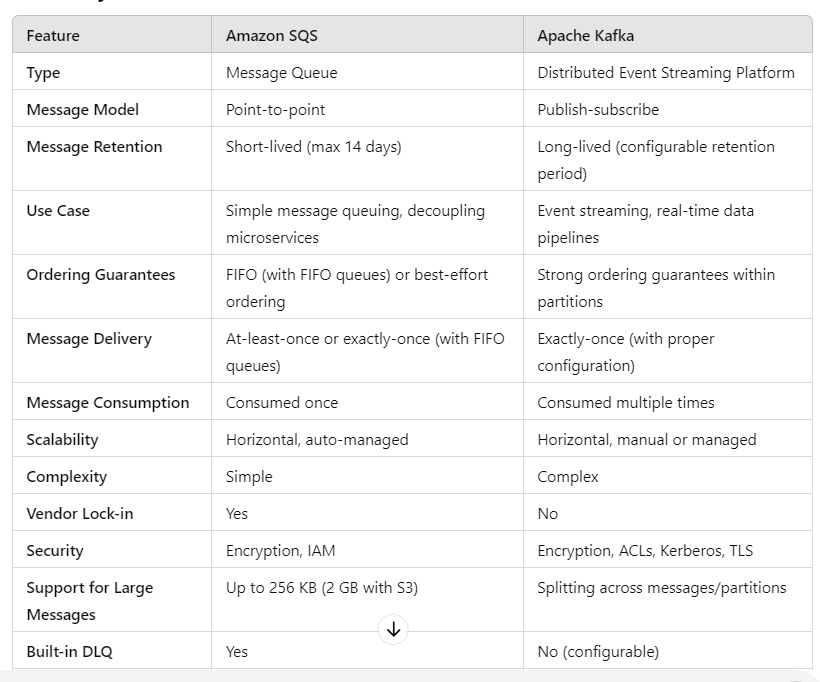 Feature Amazon SQS Apache Kafka
Type Message Queue Distributed Event Streaming Platform
Message Model Point-to-point Publish-subscribe
Message Retention Short-lived (max 14 days) Long-lived (configurable retention
period)
Use Case Simple message queuing, decoupling Event streaming, real-time data
microservices pipelines
Ordering Guarantees FIFO (with FIFO queues) or best-effort Strong ordering guarantees within
ordering partitions
Message Delivery At-least-once or exactly-once (with FIFO Exactly-once (with proper
queues) configuration)
Message Consumption Consumed once Consumed multiple times
Scalability Horizontal, auto-managed Horizontal, manual or managed
Complexity Simple Complex
Vendor Lock-in Yes No
Security Encryption, IAM Encryption, ACLs, Kerberos, TLS
Support for Large Up to 256 KB (2 GB with S3) Splitting across messages/partitions
Messages
Built-in DLQ Yes No (configurable)